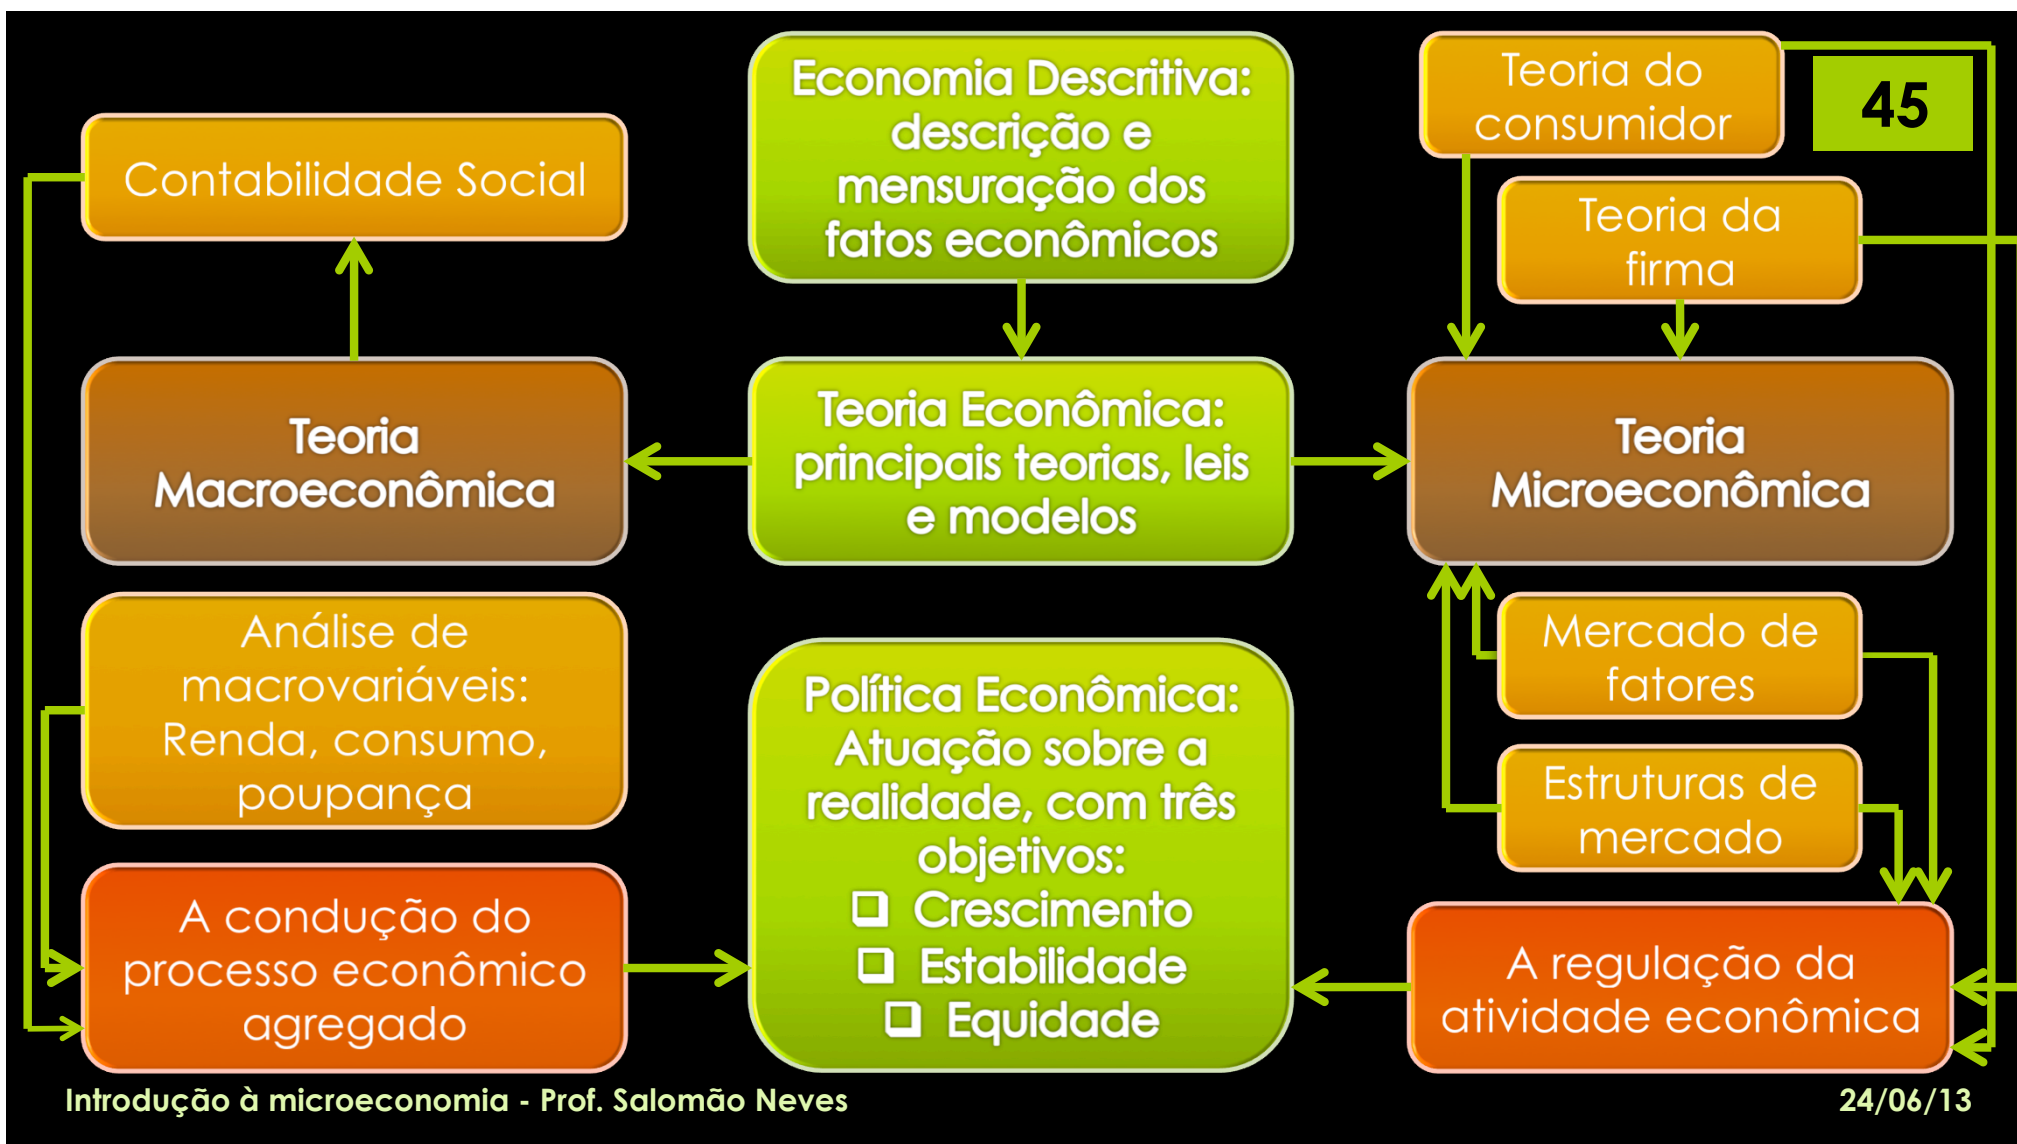 Economia Descritiva:
descrição e
mensuração dos
fatos econômicos
Teoria do
consumidor
45
Contabilidade Social
Teoria da
firma
Teoria
Macroeconômica
Teoria Econômica:
principais teorias, leis
e modelos
Teoria
Microeconômica
Análise de
macrovariáveis:
Renda, consumo,
poupança
Política Econômica:
Atuação sobre a
realidade, com três
objetivos:
❑ Crescimento
❑ Estabilidade
❑ Equidade
Mercado de
fatores
Estruturas de
mercado
A condução do
processo econômico
agregado
A regulação da
atividade econômica
Introdução à microeconomia - Prof. Salomão Neves
24/06/13